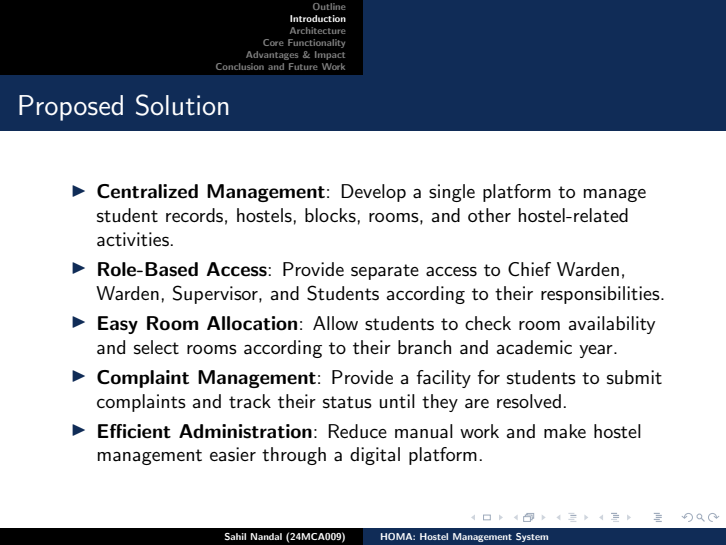 Outline
Introduction
Architecture
Core Functionality
Advantages & Impact
Conclusion and Future Work
Proposed Solution
Centralized Management: Develop a single platform to manage
student records, hostels, blocks, rooms, and other hostel-related
activities.
Role-Based Access: Provide separate access to Chief Warden,
Warden, Supervisor, and Students according to their responsibilities.
Easy Room Allocation: Allow students to check room availability
and select rooms according to their branch and academic year.
Complaint Management: Provide a facility for students to submit
complaints and track their status until they are resolved.
Efficient Administration: Reduce manual work and make hostel
management easier through a digital platform.
Sahil Nandal (24MCA009) HOMA: Hostel Management System